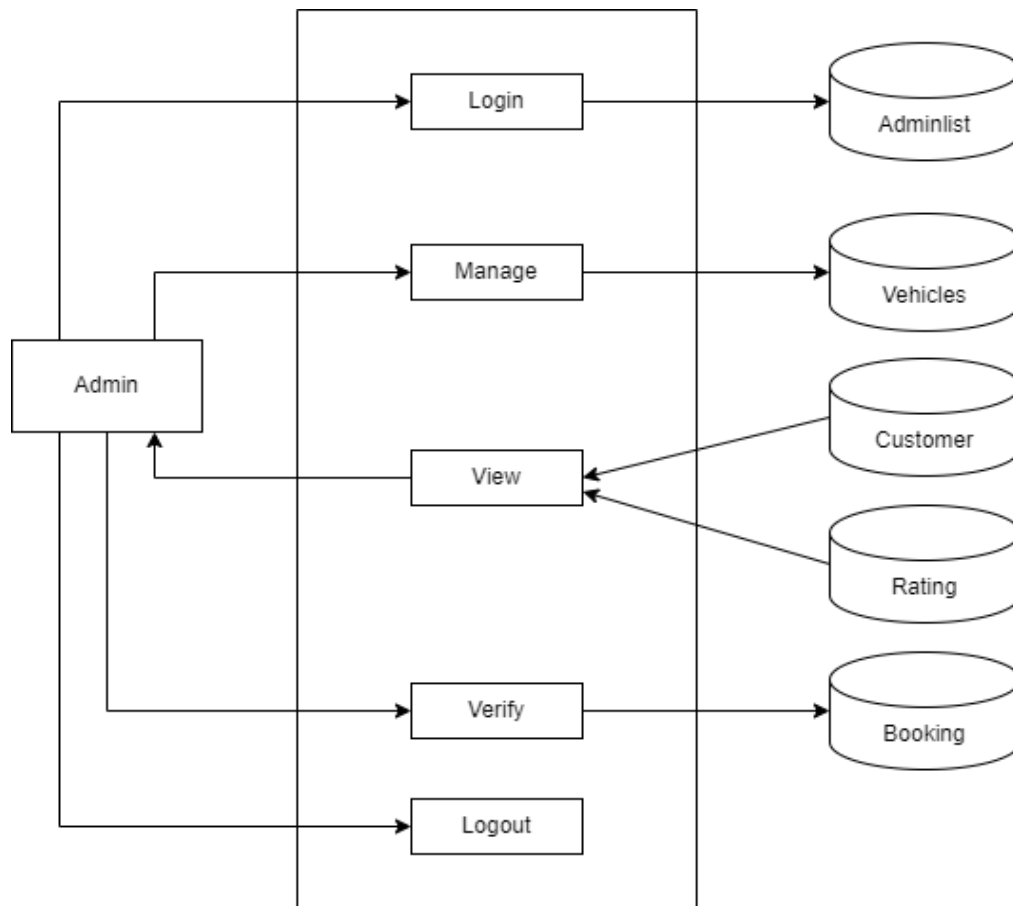 Login
Adminlist
Manage
Vehicles
Admin
Customer
View
Rating
Verify
Booking
Logout